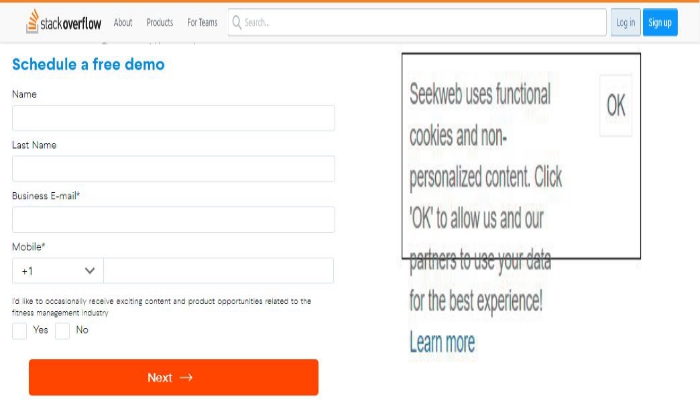 stackoverflow About Products For Teams Search... Log in Sign up
Schedule a free demo
Name
Last Name
Business E-mail*
Mobile*
+1
I'd like to occasionally receive exciting content and product opportunities related to the
fitness management industry
Yes No
Next →
Seekweb uses functional
cookies and non-
personalized content. Click
'OK' to allow us and our
partners to use your data
for the best experience!
Learn more
OK